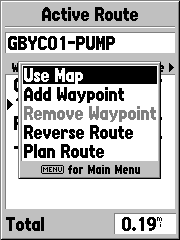 Active Route
GBYC01-PUMP
Use Map
Add Waypoint
Remove Waypoint
Reverse Route
Plan Route
MENU for Main Menu
Total 0.19 mi